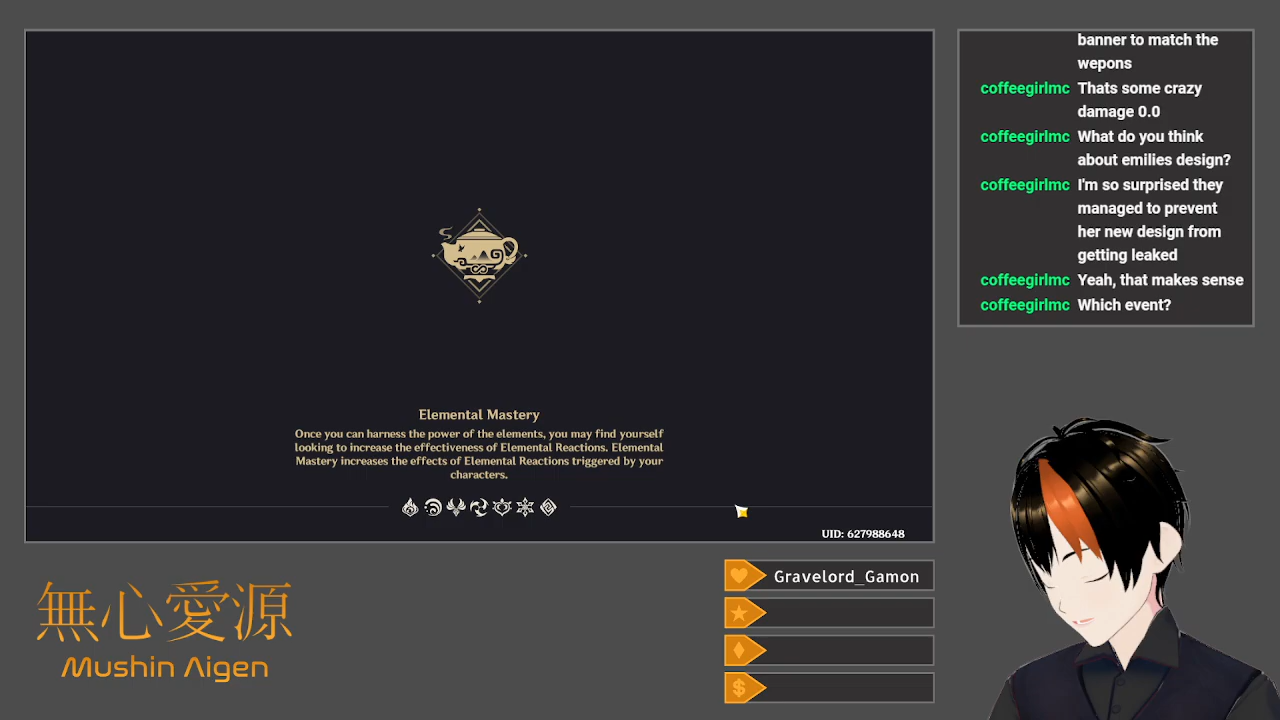 banner to match the
wepons
coffeegirlmc Thats some crazy
damage 0.0
coffeegirlmc What do you think
about emilies design?
coffeegirlmc I'm so surprised they
managed to prevent
her new design from
getting leaked
coffeegirlmc Yeah, that makes sense
coffeegirlmc Which event?
Elemental Mastery
Once you can harness the power of the elements, you may find yourself
looking to increase the effectiveness of Elemental Reactions. Elemental
Mastery increases the effects of Elemental Reactions triggered by your
characters.
UID: 627988648
Gravelord_Gamon
無心愛源
Mushin Aigen